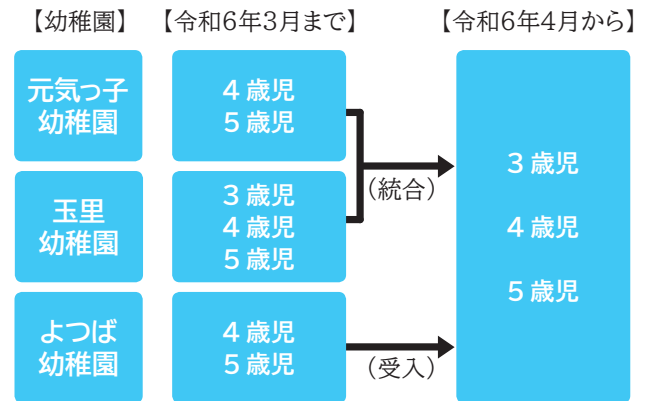 【幼稚園】 【令和6年3月まで】 【令和6年4月から】
元気っ子
幼稚園
4歳児
5歳児
玉里
幼稚園
3歳児
4歳児
5歳児
よつば
幼稚園
4歳児
5歳児
(統合)
(受入)
3歳児
4歳児
5歳児